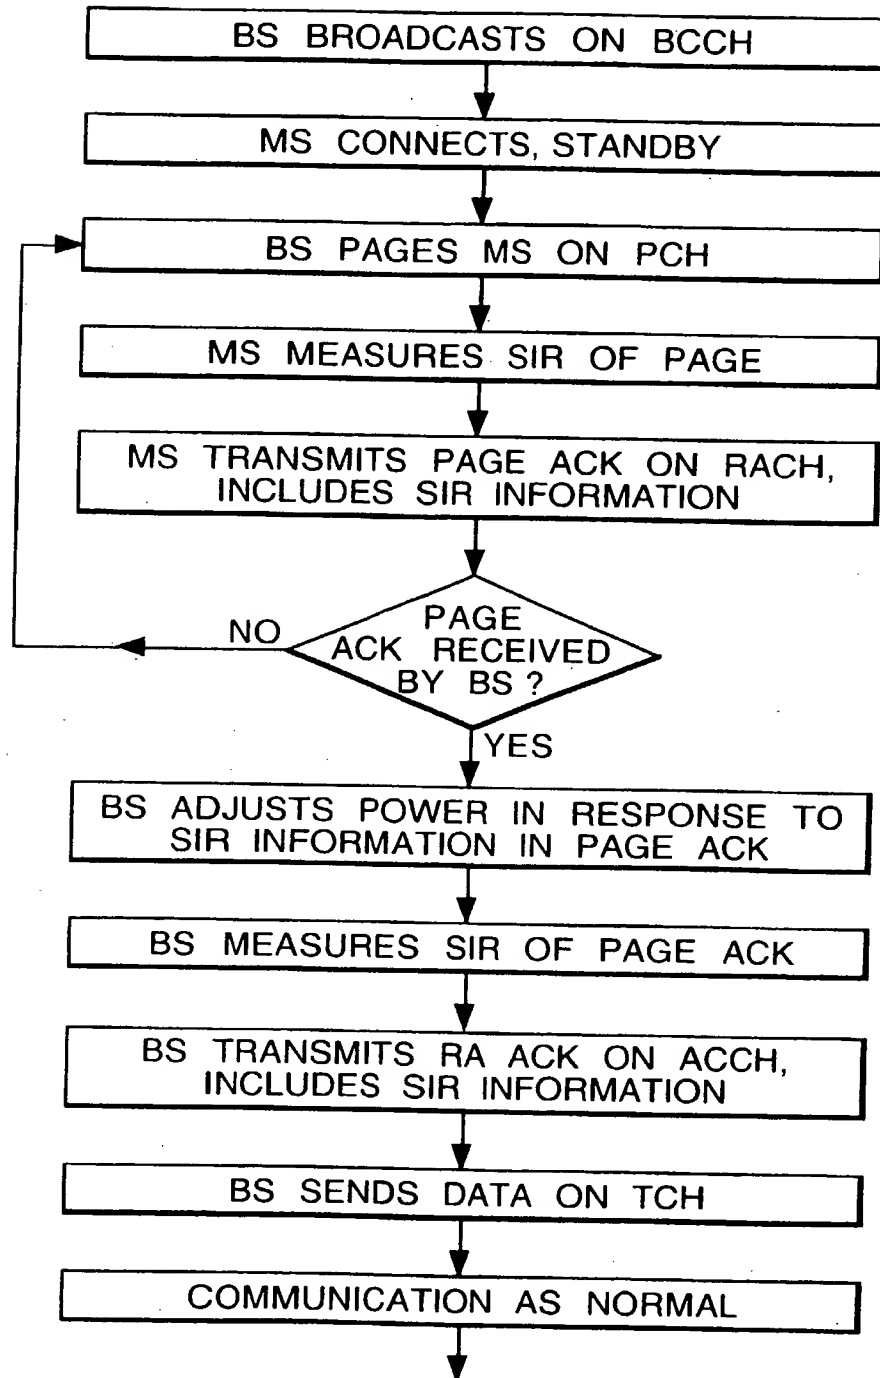 BS BROADCASTS ON BCCH
MS CONNECTS, STANDBY
BS PAGES MS ON PCH
MS MEASURES SIR OF PAGE
MS TRANSMITS PAGE ACK ON RACH,
INCLUDES SIR INFORMATION
PAGE
ACK RECEIVED
BY BS ?
NO
YES
BS ADJUSTS POWER IN RESPONSE TO
SIR INFORMATION IN PAGE ACK
BS MEASURES SIR OF PAGE ACK
BS TRANSMITS RA ACK ON ACCH,
INCLUDES SIR INFORMATION
BS SENDS DATA ON TCH
COMMUNICATION AS NORMAL